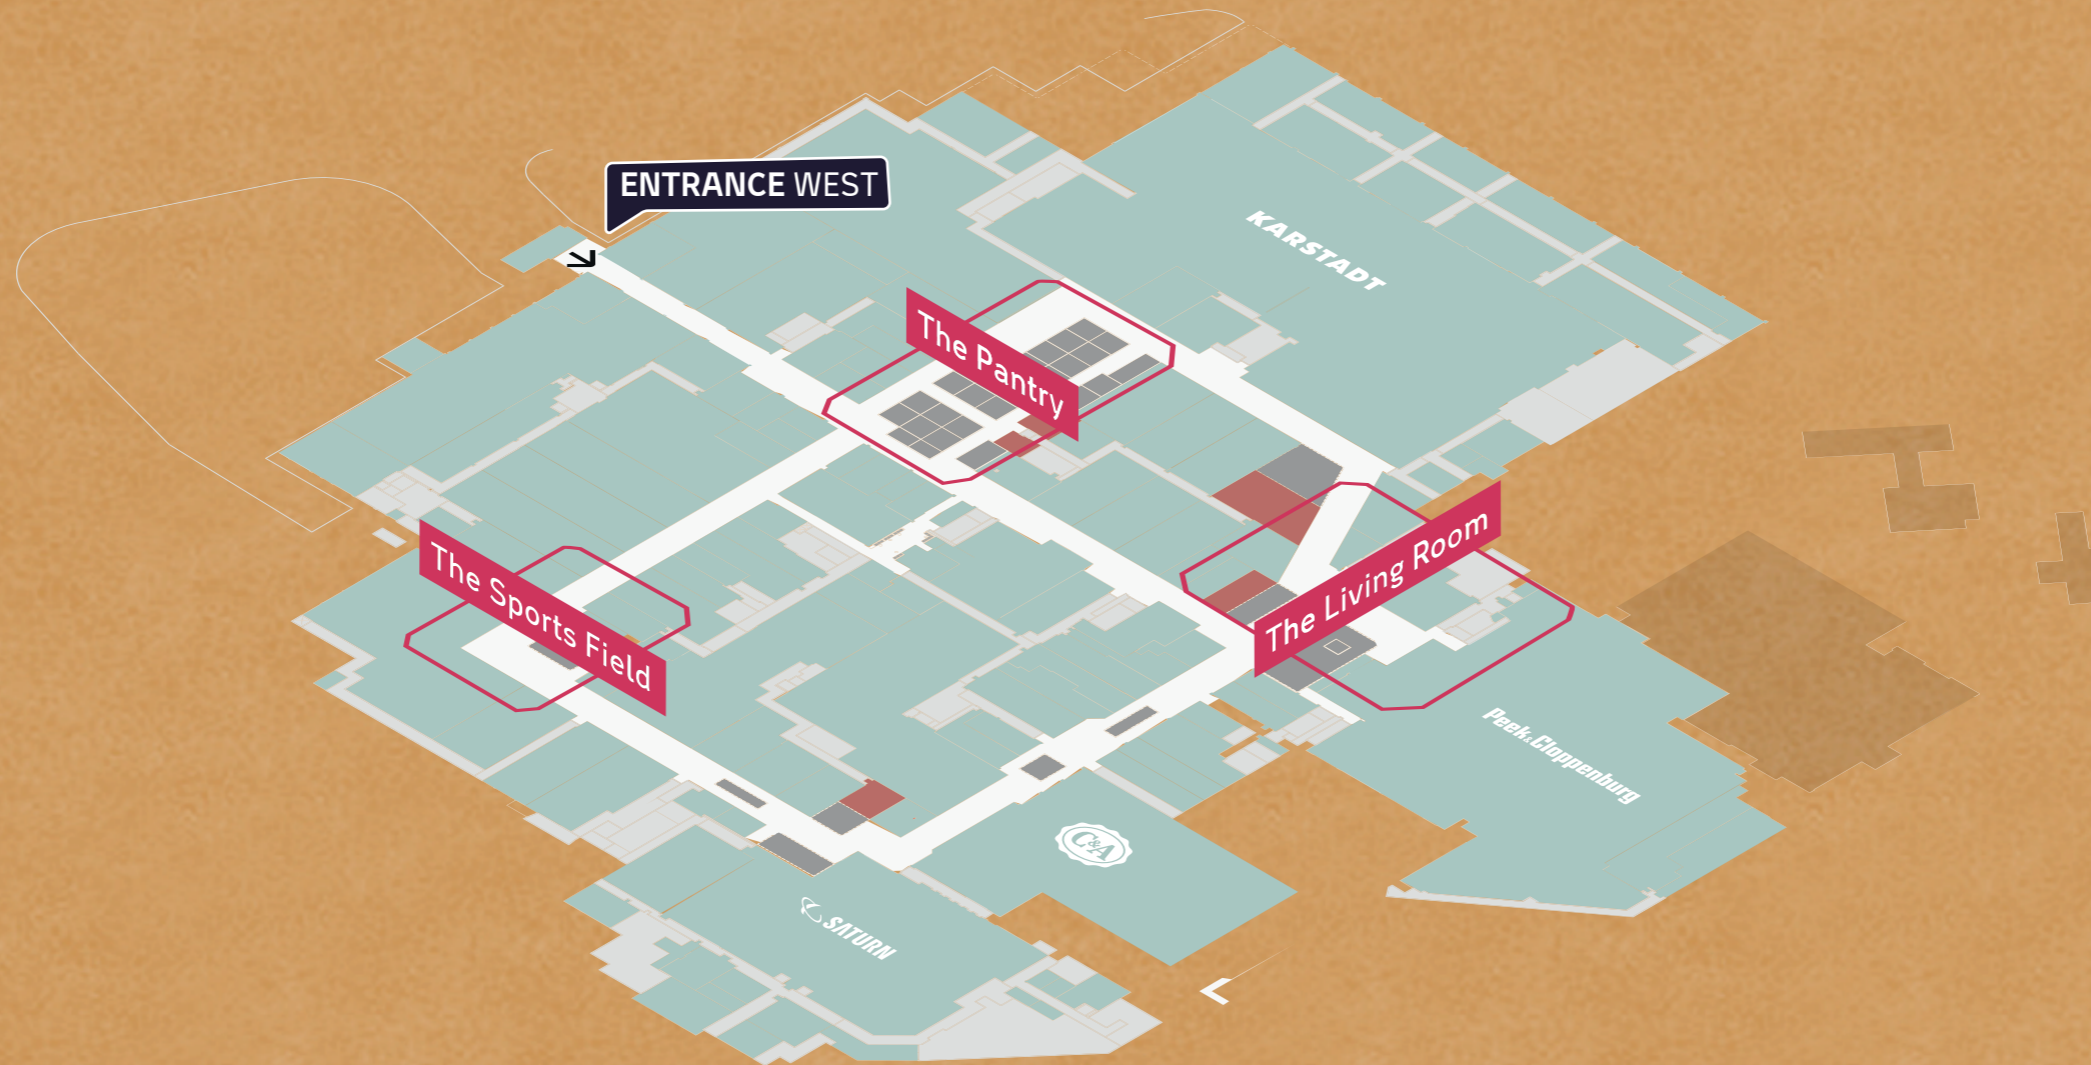 ENTRANCE WEST
KARSTADT
The Pantry
The Living Room
The Sports Field
Peek&Cloppenburg
C&A
SATURN